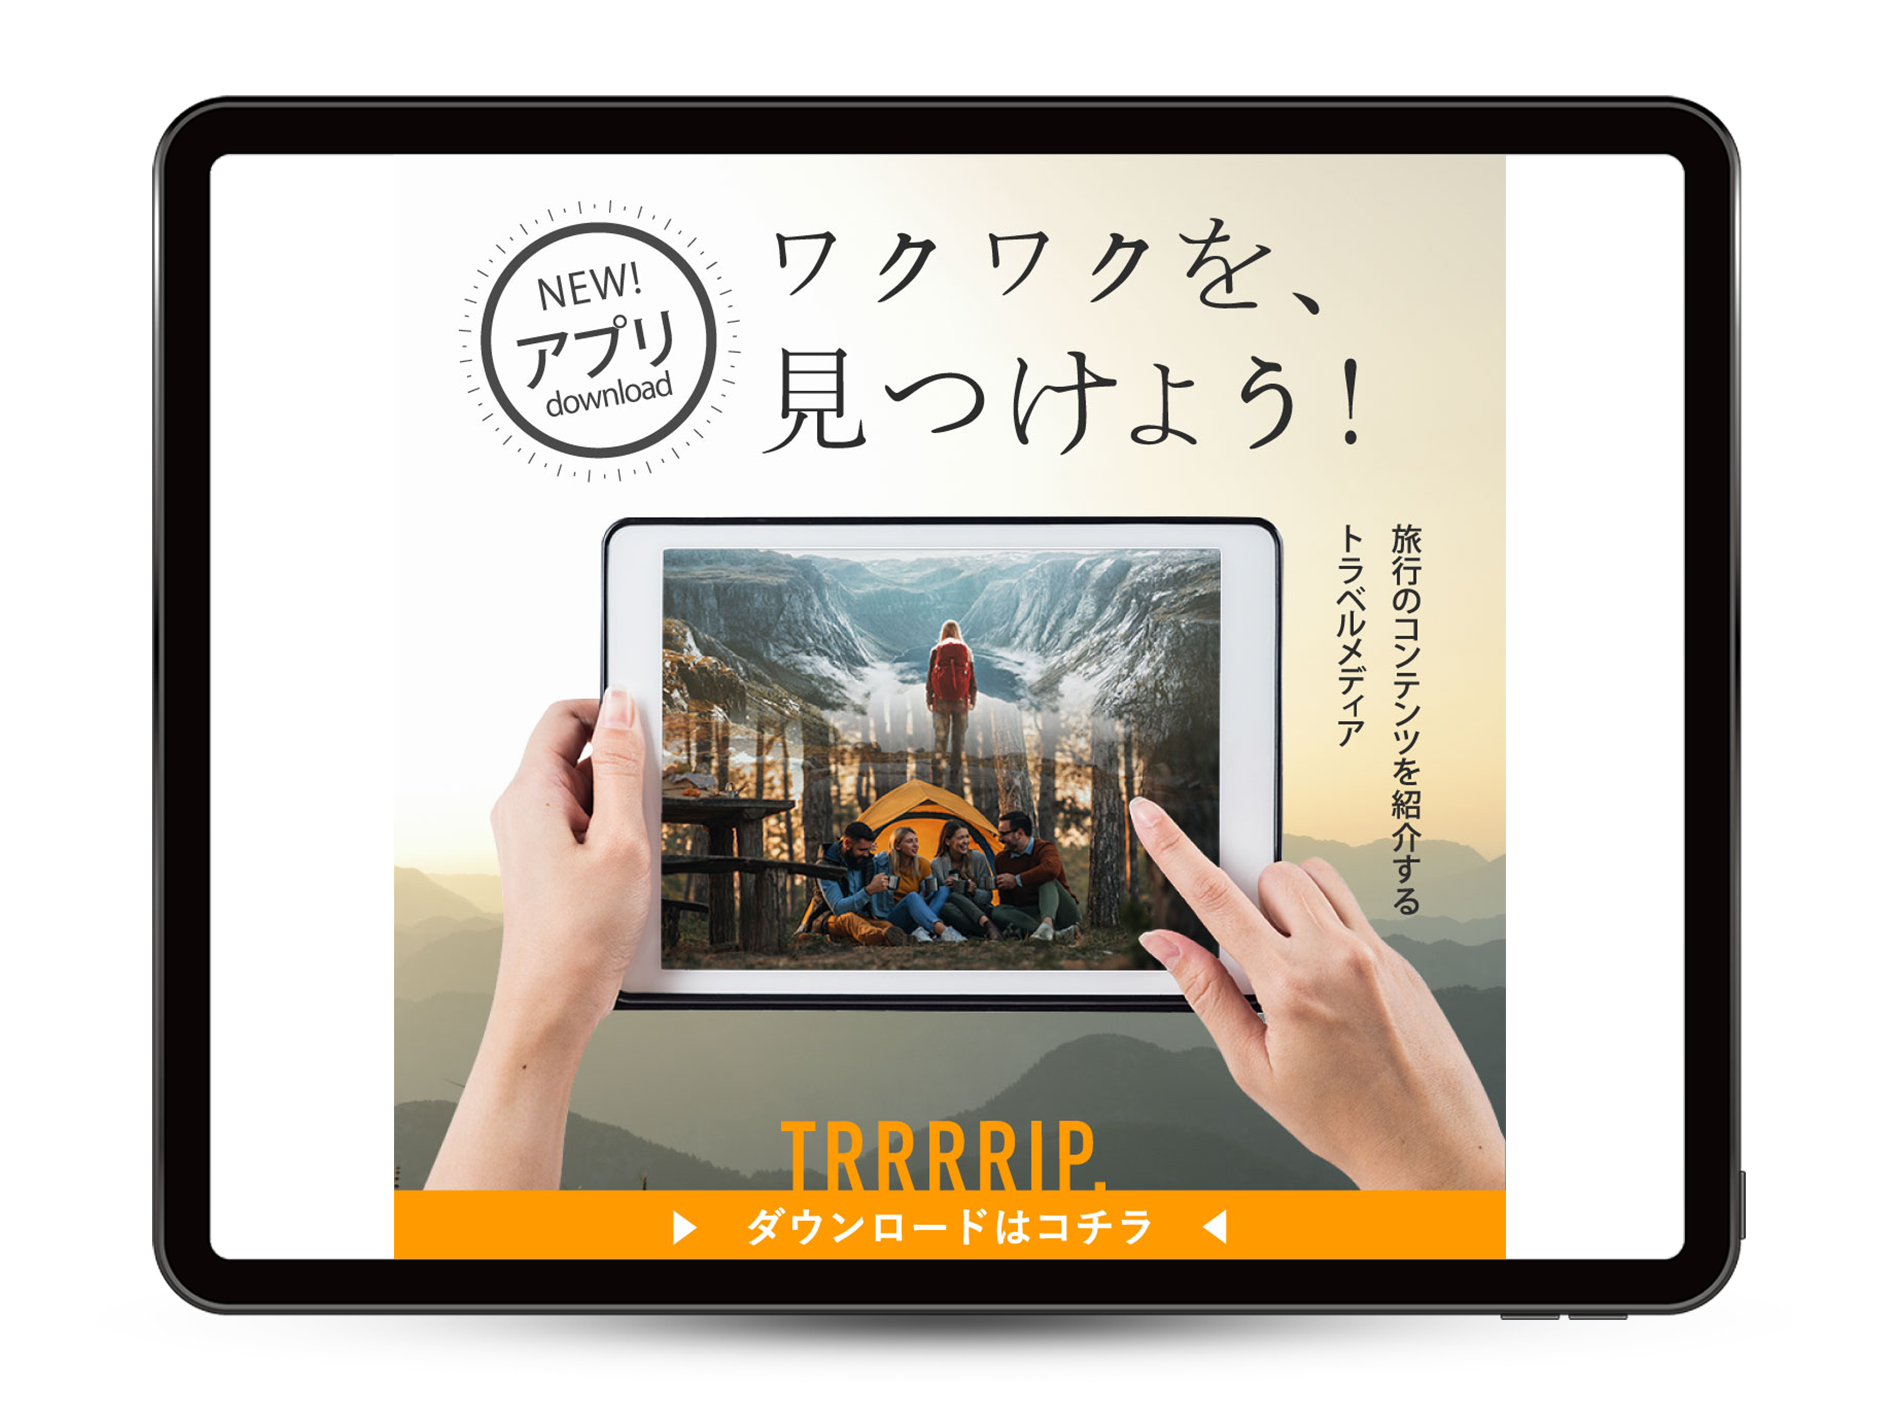 NEW!
アプリ
download
ワクワクを、
見つけよう！
旅行のコンテンツを紹介する
トラベルメディア
TRRRRIP.
▶ ダウンロードはコチラ ◀